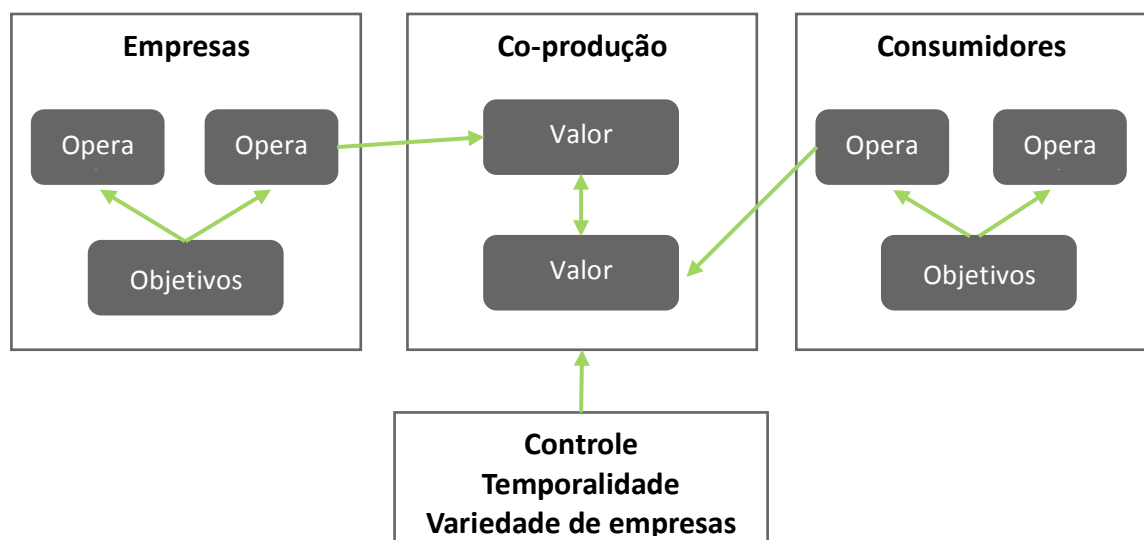 Empresas
Opera
Opera
Objetivos
Co-produção
Valor
Valor
Consumidores
Opera
Opera
Objetivos
Controle
Temporalidade
Variedade de empresas